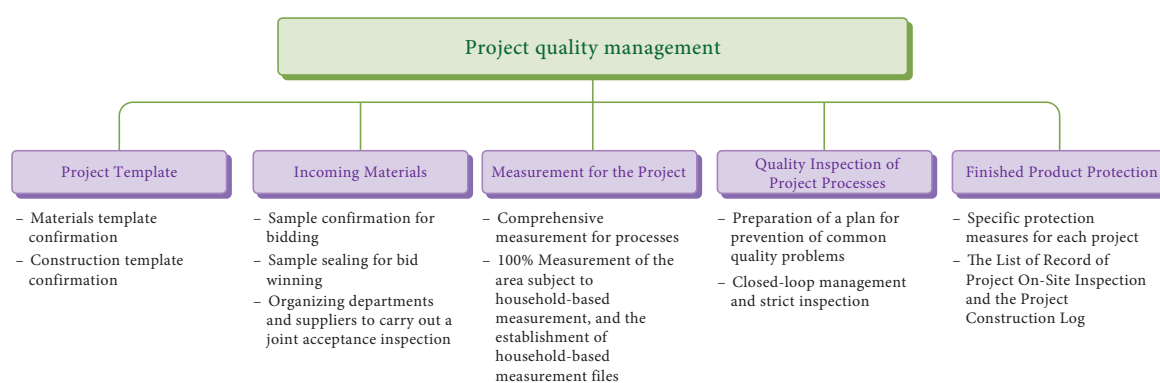 Project quality management
Project Template
– Materials template
confirmation
– Construction template
confirmation
Incoming Materials
– Sample confirmation for
bidding
– Sample sealing for bid
winning
– Organizing departments
and suppliers to carry out a
joint acceptance inspection
Measurement for the Project
– Comprehensive
measurement for processes
– 100% Measurement of the
area subject to
household-based
measurement, and the
establishment of
household-based
measurement files
Quality Inspection of
Project Processes
– Preparation of a plan for
prevention of common
quality problems
– Closed-loop management
and strict inspection
Finished Product Protection
– Specific protection
measures for each project
– The List of Record of
Project On-Site Inspection
and the Project
Construction Log